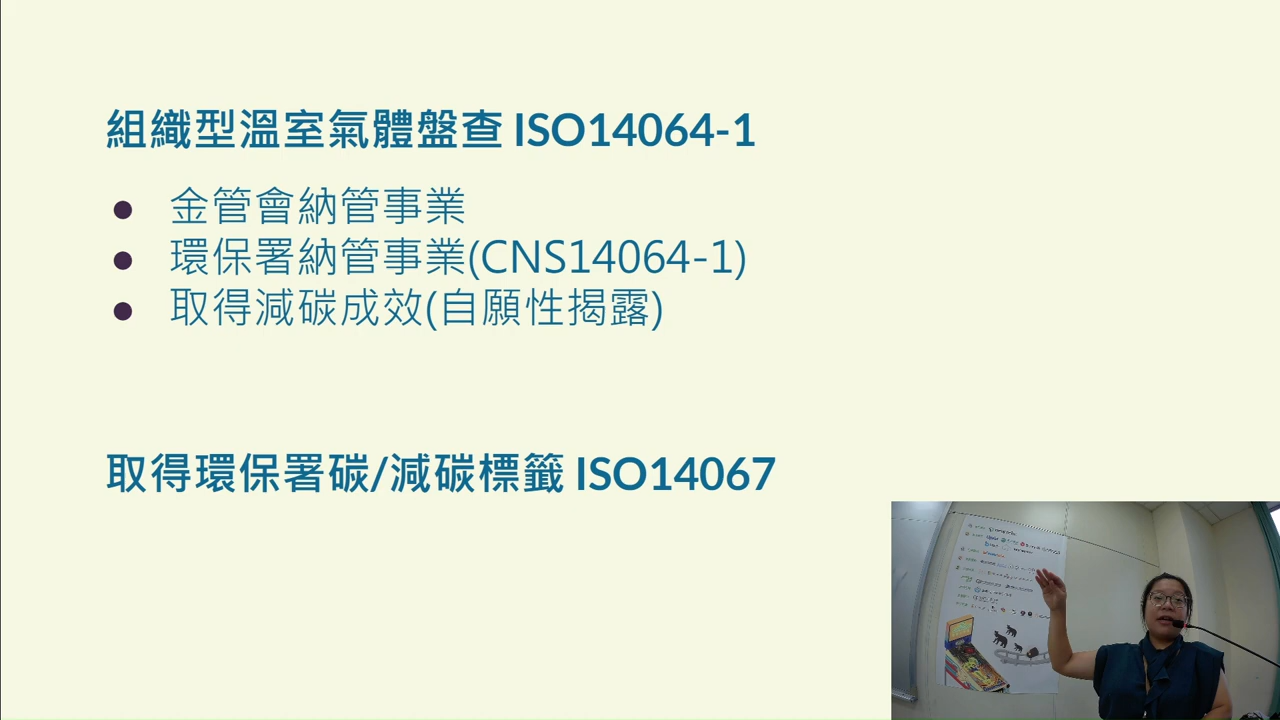 組織型溫室氣體盤查 ISO14064-1
● 金管會納管事業
● 環保署納管事業(CNS14064-1)
● 取得減碳成效(自願性揭露)
取得環保署碳/減碳標籤 ISO14067